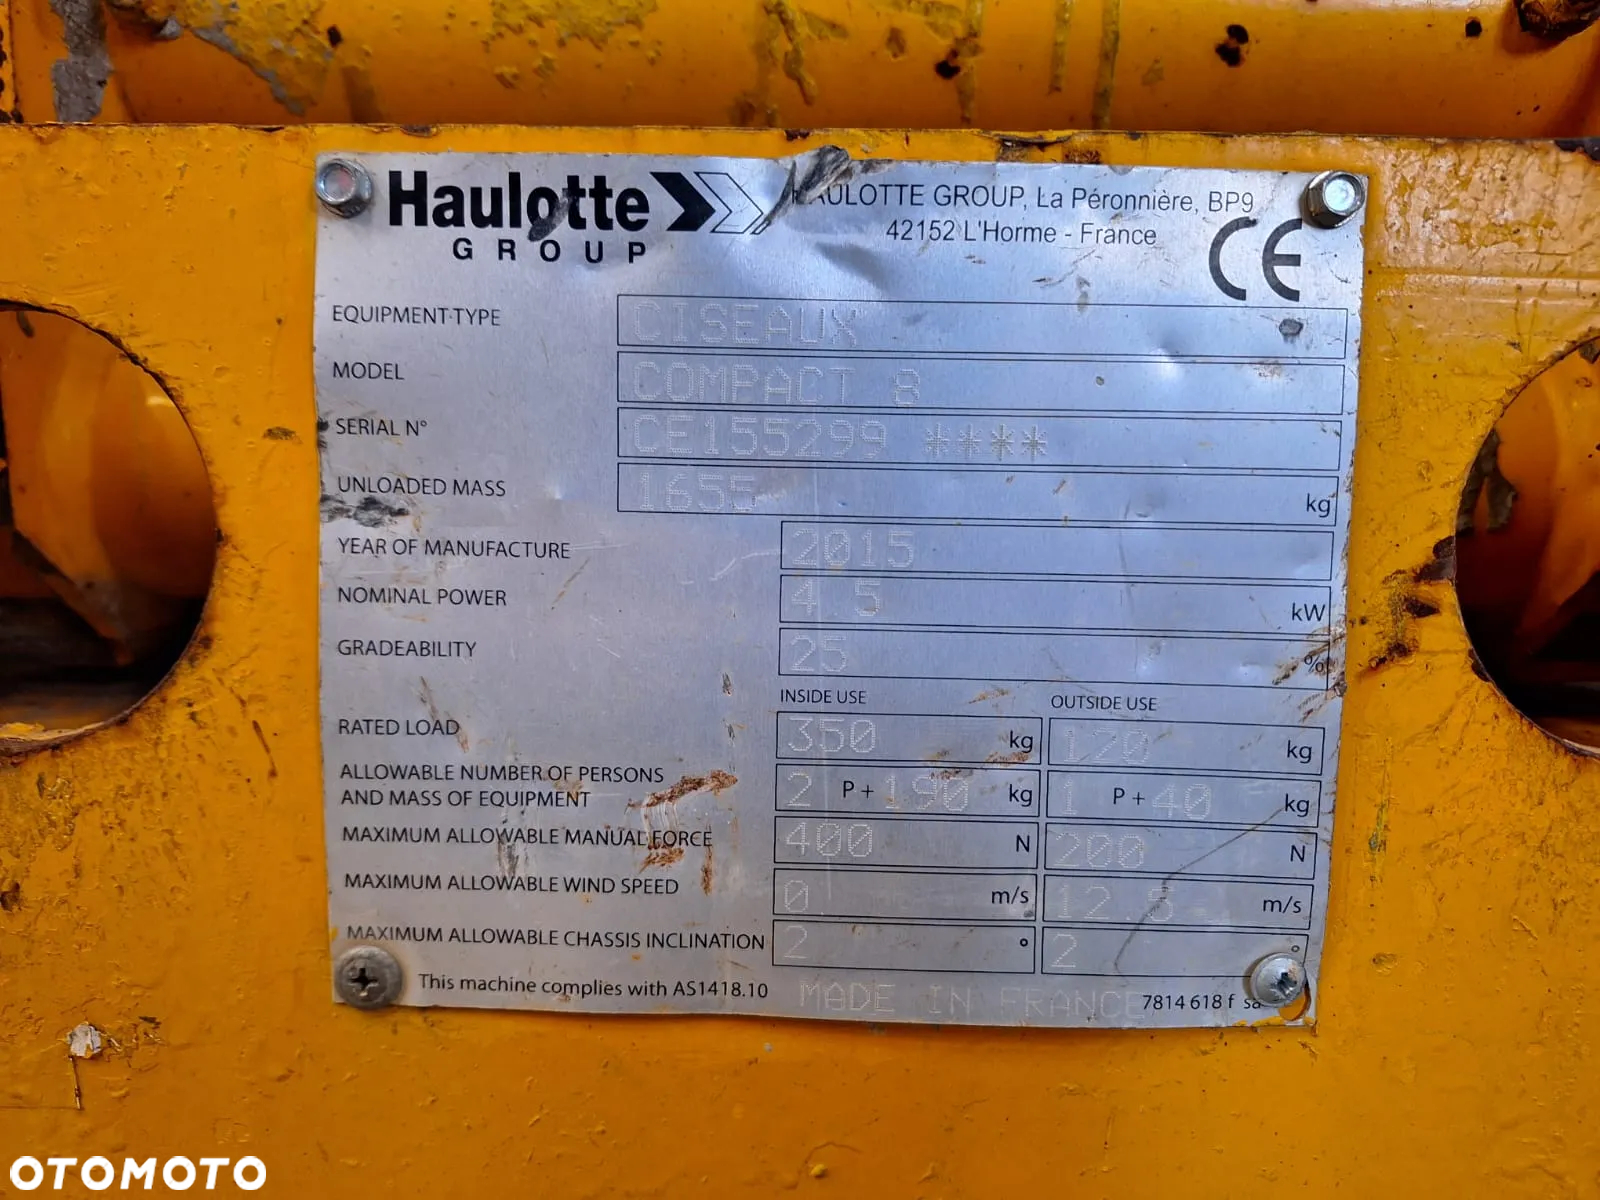 Haulotte
GROUP
HAULOTTE GROUP, La Péronnière, BP9
42152 L'Horme - France
CE
EQUIPMENT TYPE CISEAUX
MODEL COMPACT 8
SERIAL N° CE155299 ****
UNLOADED MASS 1655 kg
YEAR OF MANUFACTURE 2015
NOMINAL POWER 4 5 kW
GRADEABILITY 25 %
INSIDE USE OUTSIDE USE
RATED LOAD 350 kg 120 kg
ALLOWABLE NUMBER OF PERSONS
AND MASS OF EQUIPMENT 2 P + 190 kg 1 P + 40 kg
MAXIMUM ALLOWABLE MANUAL FORCE 400 N 200 N
MAXIMUM ALLOWABLE WIND SPEED 0 m/s 12.5 m/s
MAXIMUM ALLOWABLE CHASSIS INCLINATION 2 ° 2 °
This machine complies with AS1418.10 MADE IN FRANCE 7814 618 f sa
OTOMOTO